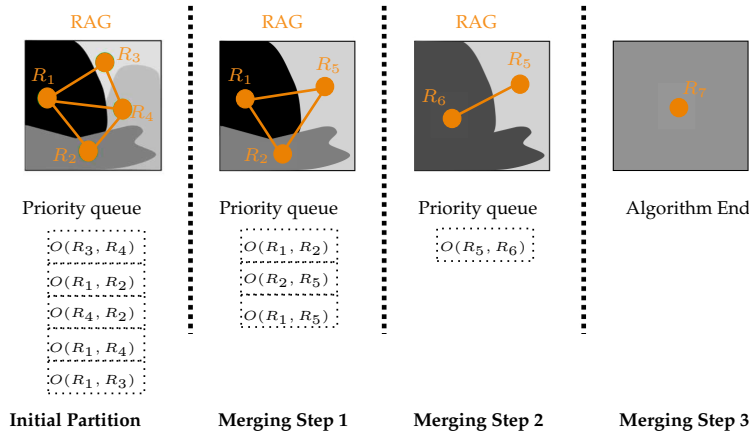 RAG
RAG
RAG
R1
R3
R4
R2
R1
R5
R2
R5
R6
R7
Priority queue
Priority queue
Priority queue
Algorithm End
O(R3, R4)
O(R1, R2)
O(R4, R2)
O(R1, R4)
O(R1, R3)
O(R1, R2)
O(R2, R5)
O(R1, R5)
O(R5, R6)
Initial Partition
Merging Step 1
Merging Step 2
Merging Step 3